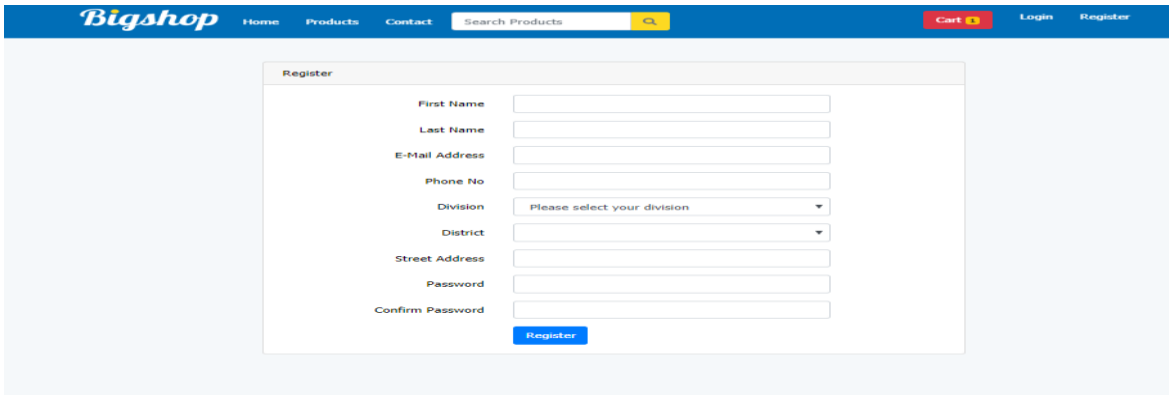 Bigshop Home Products Contact Search Products Cart 1 Login Register
Register
First Name
Last Name
E-Mail Address
Phone No
Division Please select your division
District
Street Address
Password
Confirm Password
Register